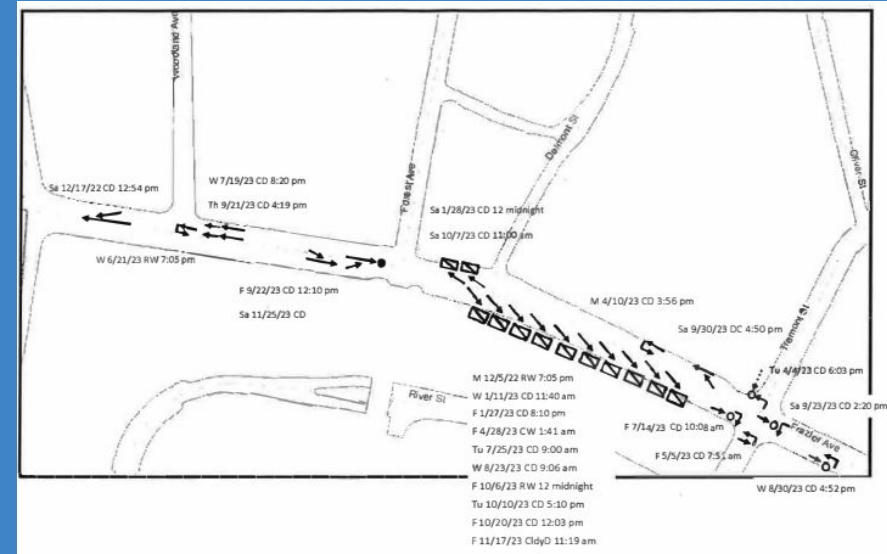 Woodland Ave
Sa 12/17/22 CD 12:54 pm
W 7/19/23 CD 8:20 pm
Th 9/21/23 CD 4:19 pm
W 6/21/23 RW 7:05 pm
Forest Ave
F 9/22/23 CD 12:10 pm
Sa 11/25/23 CD
Sa 1/28/23 CD 12 midnight
Sa 10/7/23 CD 11:00 am
Delmont St
Oliver St
M 4/10/23 CD 3:56 pm
Sa 9/30/23 DC 4:50 pm
Tremont St
Tu 4/4/23 CD 6:03 pm
Sa 9/23/23 CD 2:20 pm
Frazier Ave
F 7/14/23 CD 10:08 am
F 5/5/23 CD 7:51 am
W 8/30/23 CD 4:52 pm
River St
M 12/5/22 RW 7:05 pm
W 1/11/23 CD 11:40 am
F 1/27/23 CD 8:10 pm
F 4/28/23 CW 1:41 am
Tu 7/25/23 CD 9:00 am
W 8/23/23 CD 9:06 am
F 10/6/23 RW 12 midnight
Tu 10/10/23 CD 5:10 pm
F 10/20/23 CD 12:03 pm
F 11/17/23 CldyD 11:19 am